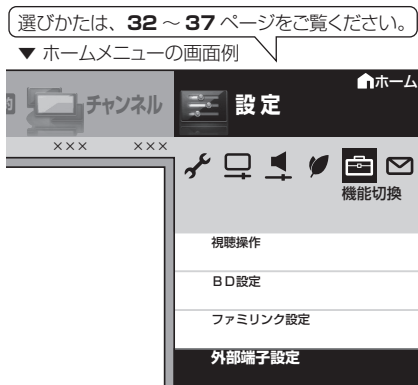 選びかたは、32 ～ 37 ページをご覧ください。
▼ ホームメニューの画面例
ホーム
チャンネル
設定
××× ×××
機能切換
視聴操作
BD設定
ファミリンク設定
外部端子設定